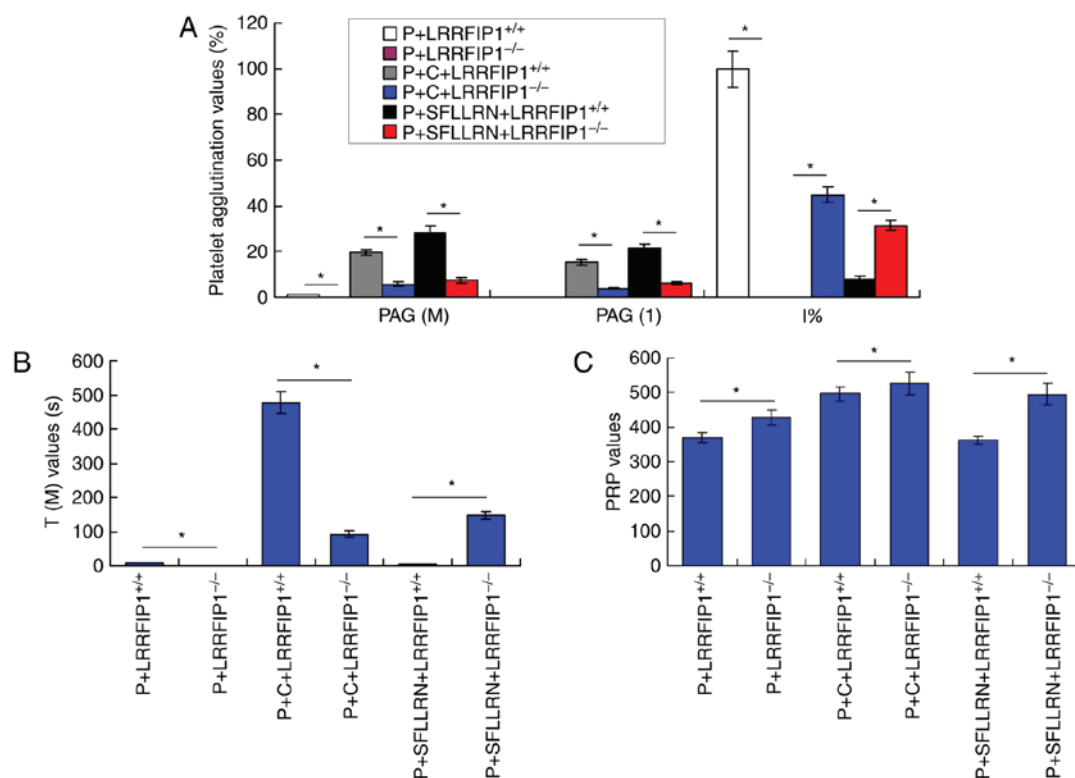 A
Platelet agglutination values (%)
120
100
80
60
40
20
0
P+LRRFIP1+/+
P+LRRFIP1−/−
P+C+LRRFIP1+/+
P+C+LRRFIP1−/−
P+SFLLRN+LRRFIP1+/+
P+SFLLRN+LRRFIP1−/−
*
*
*
*
*
*
*
*
PAG (M)
PAG (1)
I%
B
T (M) values (s)
600
500
400
300
200
100
0
*
*
*
P+LRRFIP1+/+
P+LRRFIP1−/−
P+C+LRRFIP1+/+
P+C+LRRFIP1−/−
P+SFLLRN+LRRFIP1+/+
P+SFLLRN+LRRFIP1−/−
C
PRP values
600
500
400
300
200
100
0
*
*
*
P+LRRFIP1+/+
P+LRRFIP1−/−
P+C+LRRFIP1+/+
P+C+LRRFIP1−/−
P+SFLLRN+LRRFIP1+/+
P+SFLLRN+LRRFIP1−/−